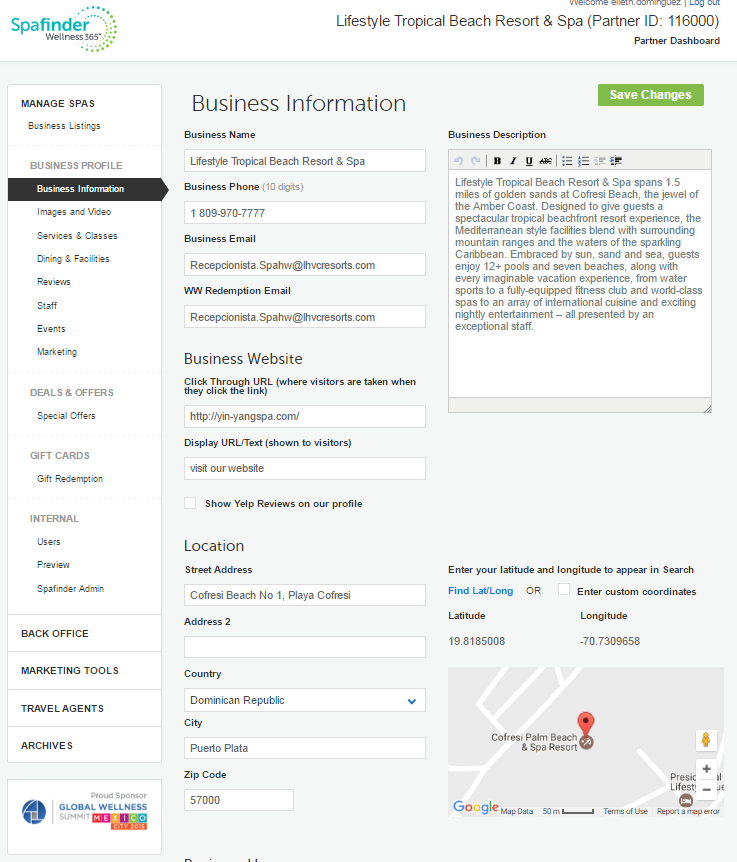 Welcome elieth.dominguez | Log out
Spafinder
Wellness365™
Lifestyle Tropical Beach Resort & Spa (Partner ID: 116000)
Partner Dashboard
MANAGE SPAS
Business Listings
BUSINESS PROFILE
Business Information
Images and Video
Services & Classes
Dining & Facilities
Reviews
Staff
Events
Marketing
DEALS & OFFERS
Special Offers
GIFT CARDS
Gift Redemption
INTERNAL
Users
Preview
Spafinder Admin
BACK OFFICE
MARKETING TOOLS
TRAVEL AGENTS
ARCHIVES
Proud Sponsor
GLOBAL WELLNESS
SUMMIT MEXICO
CITY 2015
Business Information
Save Changes
Business Name
Lifestyle Tropical Beach Resort & Spa
Business Phone (10 digits)
1 809-970-7777
Business Email
Recepcionista.Spahw@lhvcresorts.com
WW Redemption Email
Recepcionista.Spahw@lhvcresorts.com
Business Description
B I U ABC
Lifestyle Tropical Beach Resort & Spa spans 1.5
miles of golden sands at Cofresi Beach, the jewel of
the Amber Coast. Designed to give guests a
spectacular tropical beachfront resort experience, the
Mediterranean style facilities blend with surrounding
mountain ranges and the waters of the sparkling
Caribbean. Embraced by sun, sand and sea, guests
enjoy 12+ pools and seven beaches, along with
every imaginable vacation experience, from water
sports to a fully-equipped fitness club and world-class
spas to an array of international cuisine and exciting
nightly entertainment – all presented by an
exceptional staff.
Business Website
Click Through URL (where visitors are taken when
they click the link)
http://yin-yangspa.com/
Display URL/Text (shown to visitors)
visit our website
Show Yelp Reviews on our profile
Location
Street Address
Cofresi Beach No 1, Playa Cofresi
Address 2
Country
Dominican Republic
City
Puerto Plata
Zip Code
57000
Enter your latitude and longitude to appear in Search
Find Lat/Long OR Enter custom coordinates
Latitude Longitude
19.8185008 -70.7309658
Cofresi Palm Beach
& Spa Resort
Google Map Data 50 m Terms of Use Report a map error